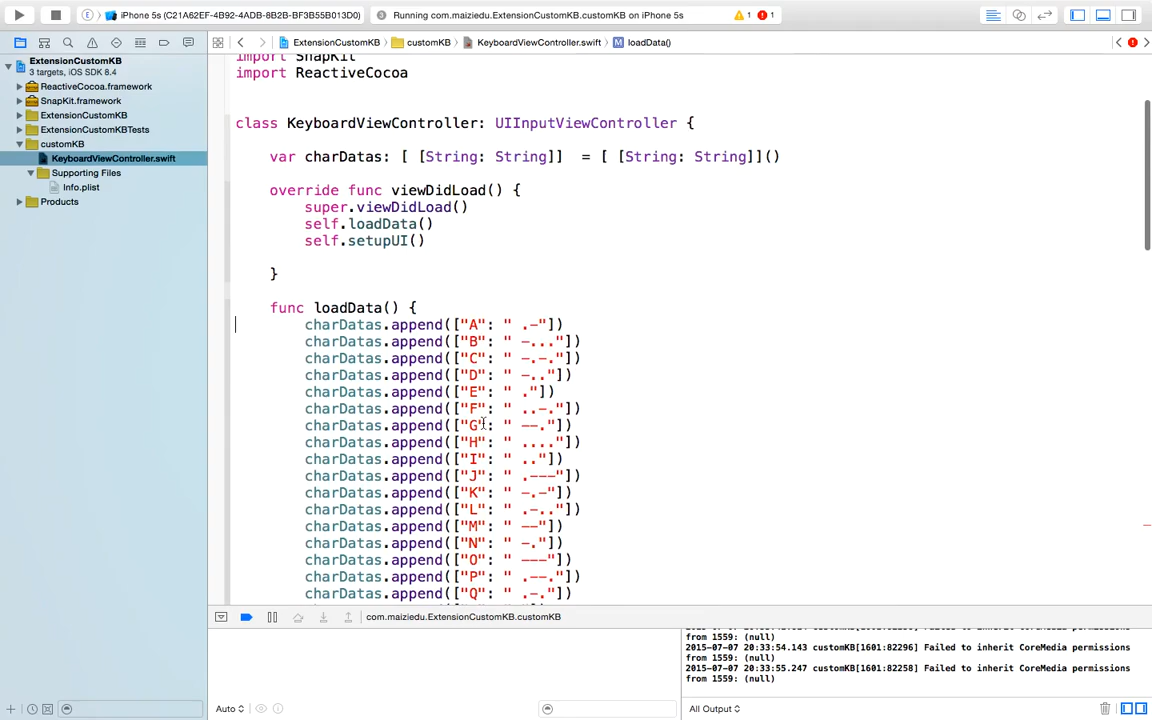 iPhone 5s (C21A62EF-4B92-4ADB-8B2B-BF3B55B013D0)
Running com.maiziedu.ExtensionCustomKB.customKB on iPhone 5s
1
1
ExtensionCustomKB
customKB
KeyboardViewController.swift
M
loadData()
ExtensionCustomKB
3 targets, iOS SDK 8.4
ReactiveCocoa.framework
SnapKit.framework
ExtensionCustomKB
ExtensionCustomKBTests
customKB
KeyboardViewController.swift
Supporting Files
Info.plist
Products
import SnapKit
import ReactiveCocoa
class KeyboardViewController: UIInputViewController {
var charDatas: [ [String: String]]  = [ [String: String]]()
override func viewDidLoad() {
super.viewDidLoad()
self.loadData()
self.setupUI()
}
func loadData() {
charDatas.append(["A": " .—"])
charDatas.append(["B": " —..."])
charDatas.append(["C": " —.—."])
charDatas.append(["D": " —.."])
charDatas.append(["E": " ."])
charDatas.append(["F": " ..—."])
charDatas.append(["G": " ——."])
charDatas.append(["H": " ...."])
charDatas.append(["I": " .."])
charDatas.append(["J": " .———"])
charDatas.append(["K": " —.—"])
charDatas.append(["L": " .—.."])
charDatas.append(["M": " ——"])
charDatas.append(["N": " —."])
charDatas.append(["O": " ———"])
charDatas.append(["P": " .——."])
charDatas.append(["Q": " .—."])
com.maiziedu.ExtensionCustomKB.customKB
from 1559: (null)
2015-07-07 20:33:54.143 customKB[1601:82296] Failed to inherit CoreMedia permissions
from 1559: (null)
2015-07-07 20:33:55.247 customKB[1601:82258] Failed to inherit CoreMedia permissions
from 1559: (null)
Auto
All Output